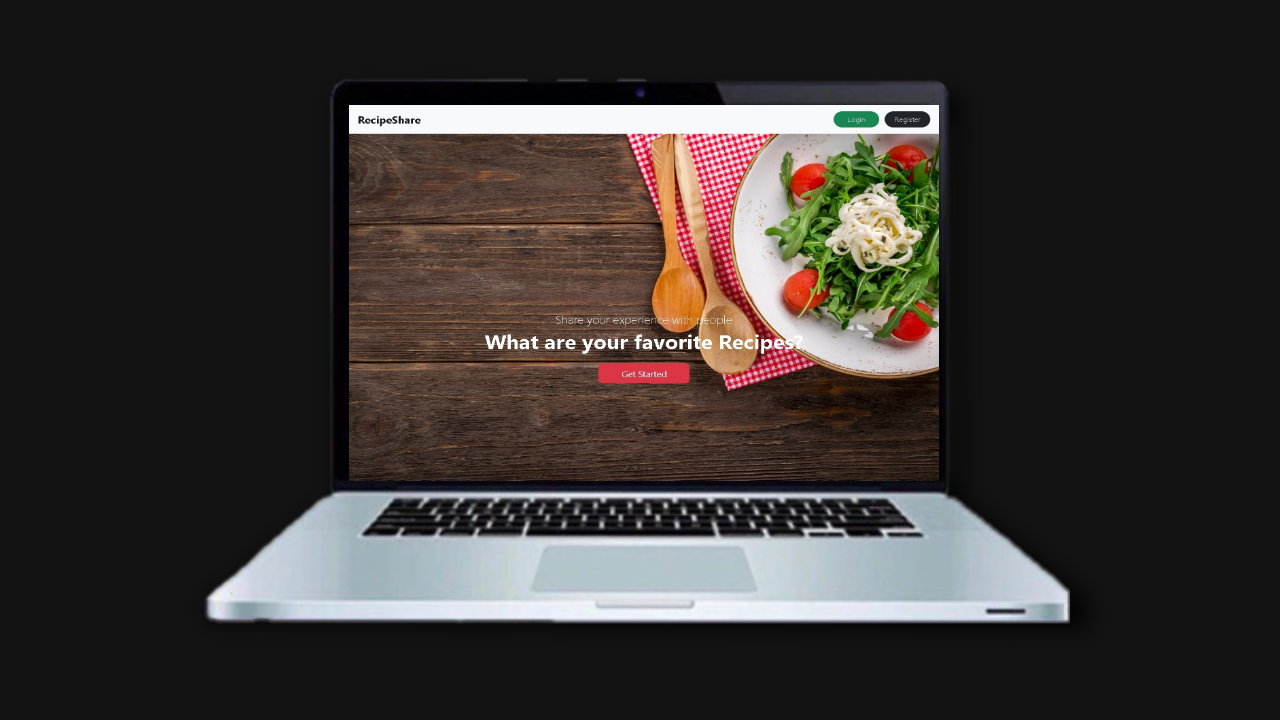 RecipeShare
Login
Register
Share your experience with people
What are your favorite Recipes?
Get Started